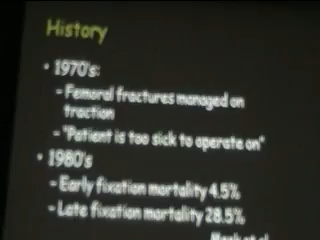 History
• 1970's:
- Femoral fractures managed on
traction
- "Patient is too sick to operate on"
• 1980's
- Early fixation mortality 4.5%
- Late fixation mortality 28.5%